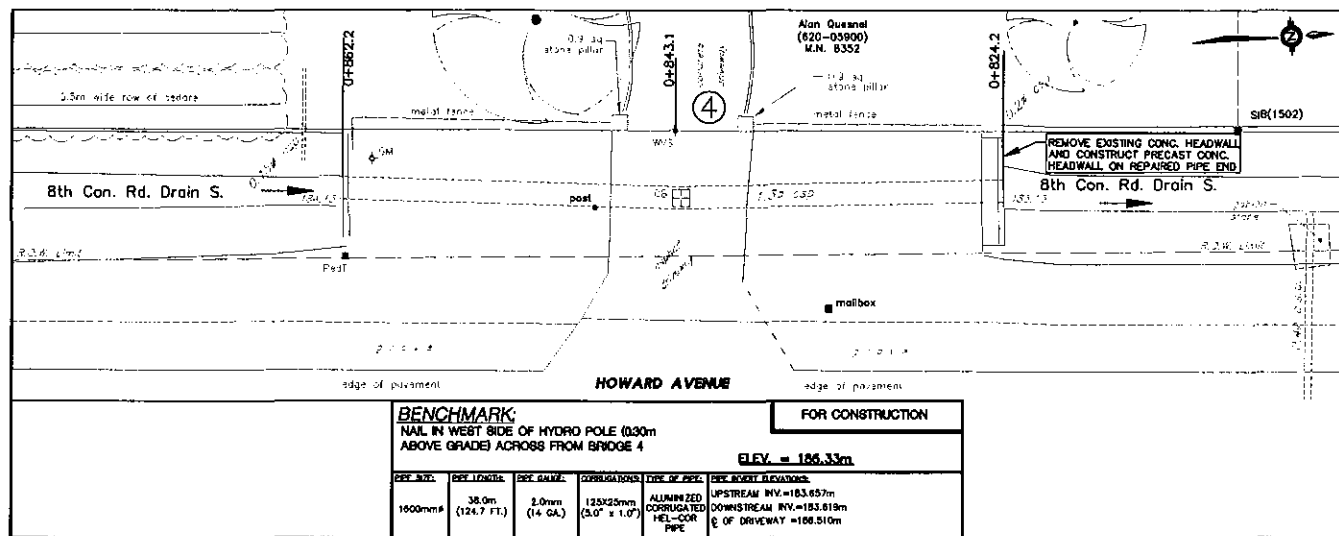 Alan Quesnel
(620-05900)
M.N. 8352
0+862.2
0.9 sq
stone pillar
0+843.1
concrete
driveway
④
0.9 sq
stone pillar
0+824.2
3.5m wide row of cedars
metal fence
metal fence
SIB(1502)
REMOVE EXISTING CONC. HEADWALL
AND CONSTRUCT PRECAST CONC.
HEADWALL ON REPAIRED PIPE END
GM
8th Con. Rd. Drain S.
post
CB
8th Con. Rd. Drain S.
R.O.W. Limit
R.O.W. Limit
PedT
mailbox
edge of pavement
HOWARD AVENUE
edge of pavement
BENCHMARK:
NAIL IN WEST SIDE OF HYDRO POLE (0.30m
ABOVE GRADE) ACROSS FROM BRIDGE 4
ELEV. = 186.33m
FOR CONSTRUCTION
PIPE SIZE:
1600mmø
PIPE LENGTH:
38.0m
(124.7 FT.)
PIPE GAUGE:
2.0mm
(14 GA.)
CORRUGATIONS:
125X25mm
(5.0" x 1.0")
TYPE OF PIPE:
ALUMINIZED
CORRUGATED
HEL-COR
PIPE
PIPE INVERT ELEVATIONS:
UPSTREAM INV.=183.657m
DOWNSTREAM INV.=183.619m
℄ OF DRIVEWAY =186.510m